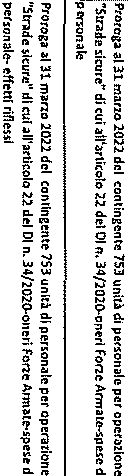 Proroga al 31 marzo 2022 del contingente 753 unità di personale per operazion
"Strade sicure" di cui all'articolo 22 del Dl n. 34/2020-oneri Forze Armate-spese d
personale
Proroga al 31 marzo 2022 del contingente 753 unità di personale per operazione
"Strade sicure" di cui all'articolo 22 del Dl n. 34/2020-oneri Forze Armate-spese d
personale- effetti riflessi